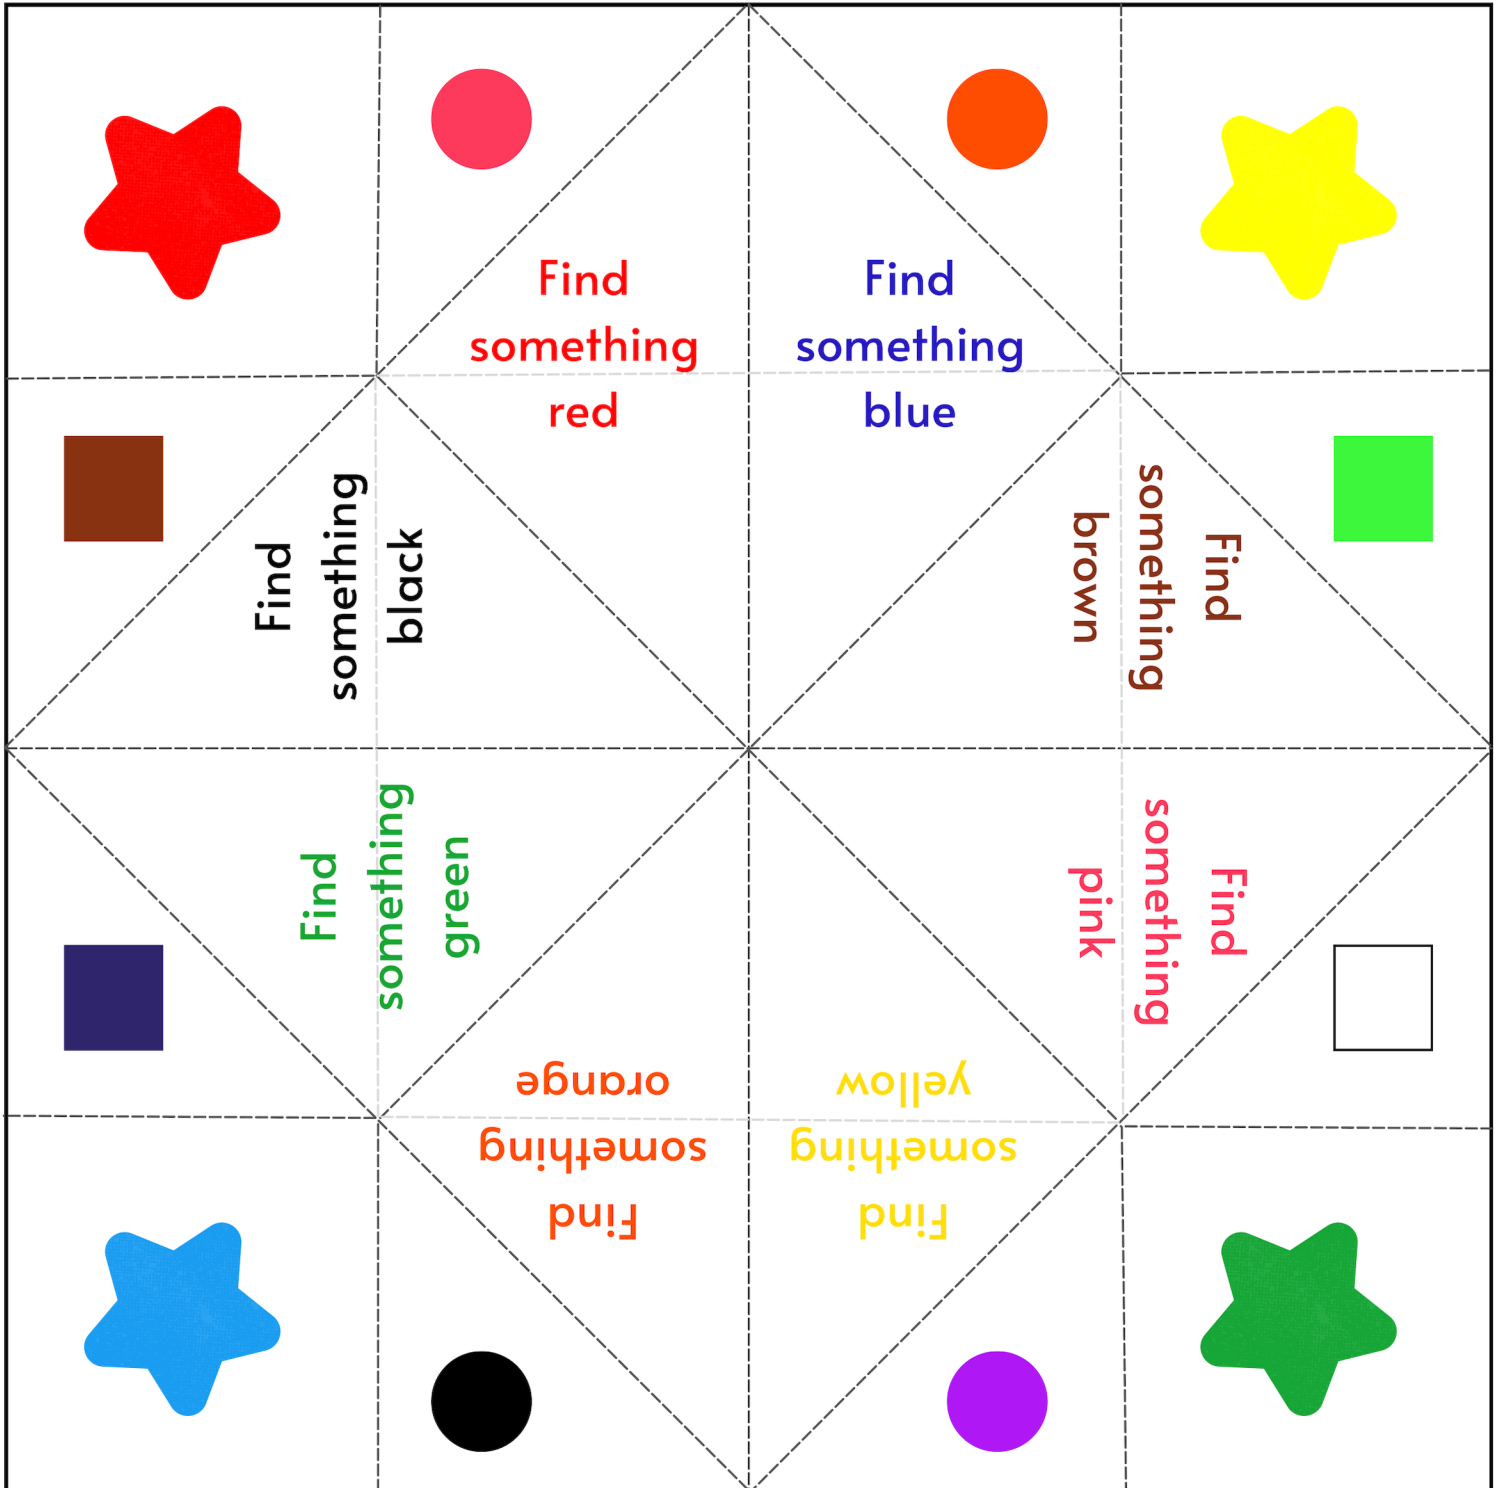 Find
something
red
Find
something
blue
Find
something
black
Find
something
brown
Find
something
green
Find
something
pink
Find
something
orange
Find
something
yellow